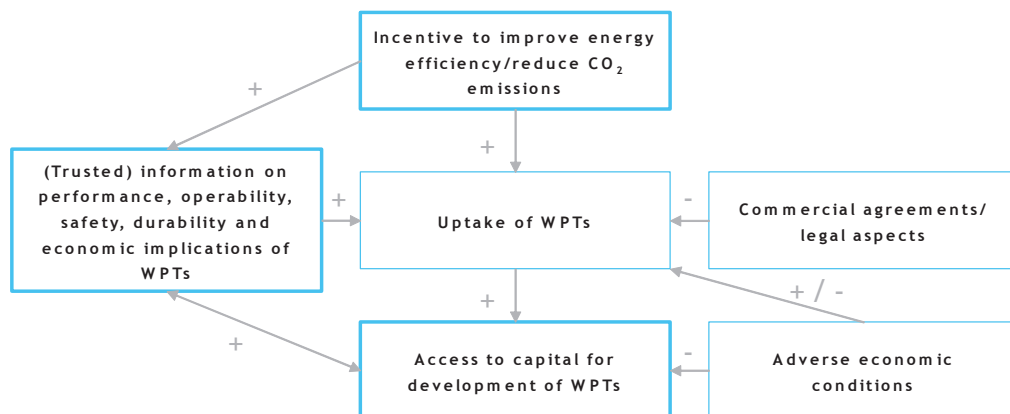 Incentive to improve energy
efficiency/reduce CO₂
emissions
+
+
(Trusted) information on
performance, operability,
safety, durability and
economic implications of
WPTs
+
Uptake of WPTs
-
Commercial agreements/
legal aspects
+ / -
+
+
Access to capital for
development of WPTs
-
Adverse economic
conditions